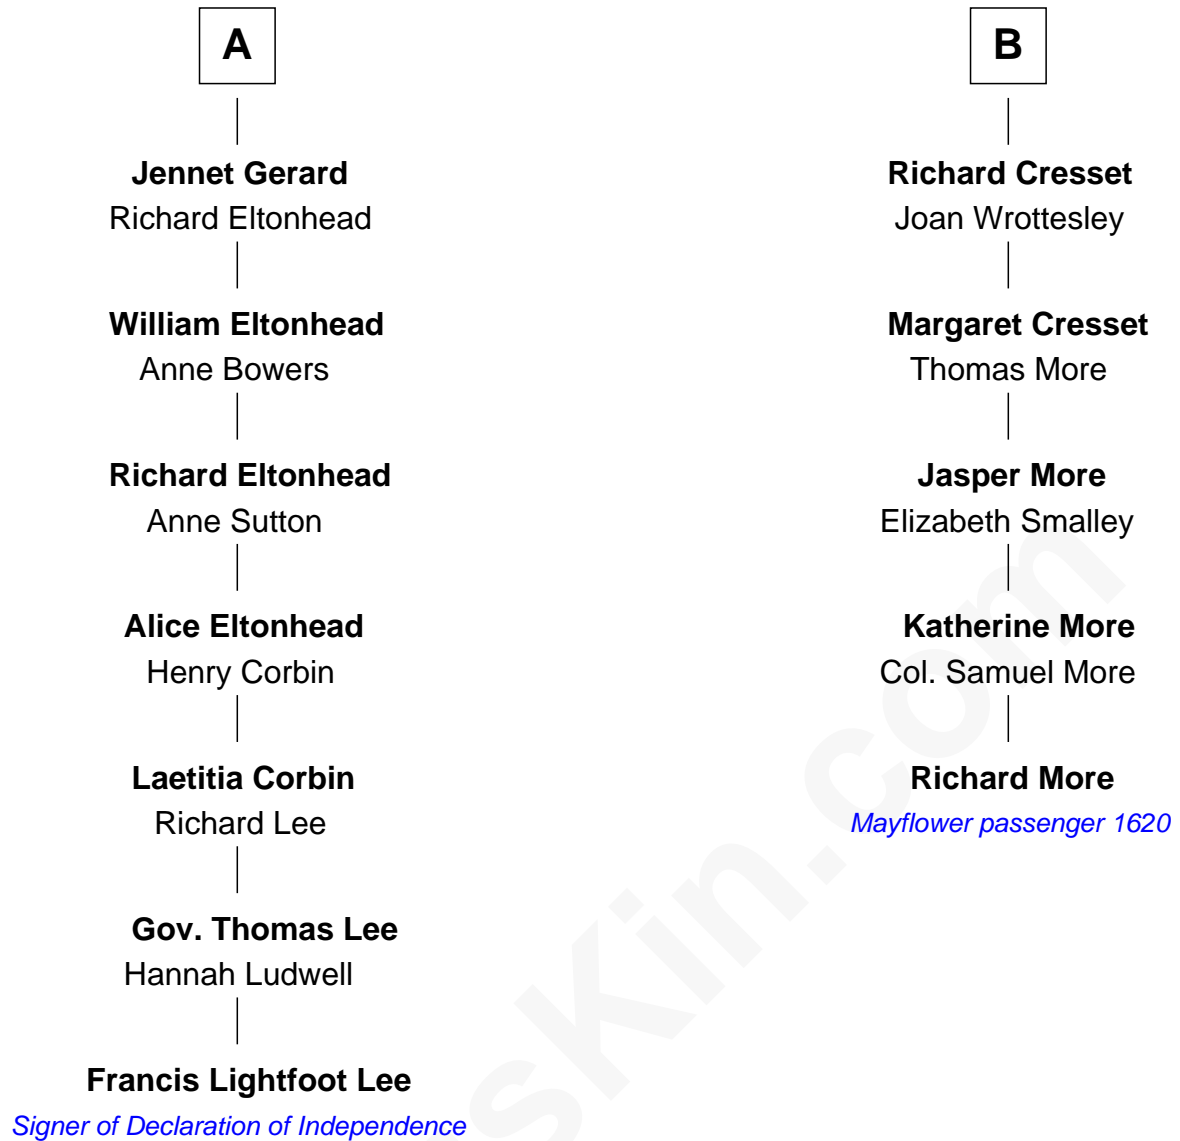 A
Jennet Gerard
Richard Eltonhead
William Eltonhead
Anne Bowers
Richard Eltonhead
Anne Sutton
Alice Eltonhead
Henry Corbin
Laetitia Corbin
Richard Lee
Gov. Thomas Lee
Hannah Ludwell
Francis Lightfoot Lee
Signer of Declaration of Independence
B
Richard Cresset
Joan Wrottesley
Margaret Cresset
Thomas More
Jasper More
Elizabeth Smalley
Katherine More
Col. Samuel More
Richard More
Mayflower passenger 1620
sKin.com